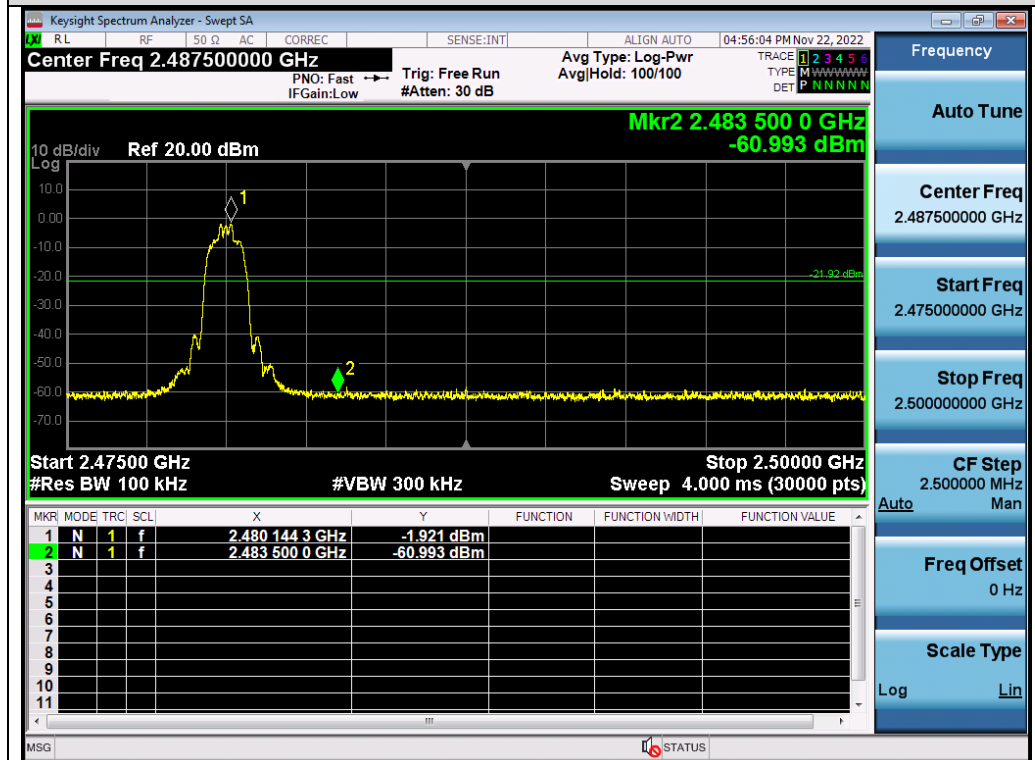 Keysight Spectrum Analyzer - Swept SA
LXI RL RF 50 Ω AC CORREC SENSE:INT ALIGN AUTO 04:56:04 PM Nov 22, 2022
Center Freq 2.487500000 GHz
PNO: Fast
IFGain:Low
Trig: Free Run
#Atten: 30 dB
Avg Type: Log-Pwr
Avg|Hold: 100/100
TRACE 1 2 3 4 5 6
TYPE M WWWWW
DET P N N N N N
Mkr2 2.483 500 0 GHz
-60.993 dBm
10 dB/div Ref 20.00 dBm
Log
10.0
0.00
-10.0
-20.0
-30.0
-40.0
-50.0
-60.0
-70.0
1
-21.92 dBm
2
Start 2.47500 GHz Stop 2.50000 GHz
#Res BW 100 kHz #VBW 300 kHz Sweep 4.000 ms (30000 pts)
MKR MODE TRC SCL X Y FUNCTION FUNCTION WIDTH FUNCTION VALUE
1 N 1 f 2.480 144 3 GHz -1.921 dBm
2 N 1 f 2.483 500 0 GHz -60.993 dBm
3
4
5
6
7
8
9
10
11
MSG STATUS
Frequency
Auto Tune
Center Freq
2.487500000 GHz
Start Freq
2.475000000 GHz
Stop Freq
2.500000000 GHz
CF Step
2.500000 MHz
Auto Man
Freq Offset
0 Hz
Scale Type
Log Lin